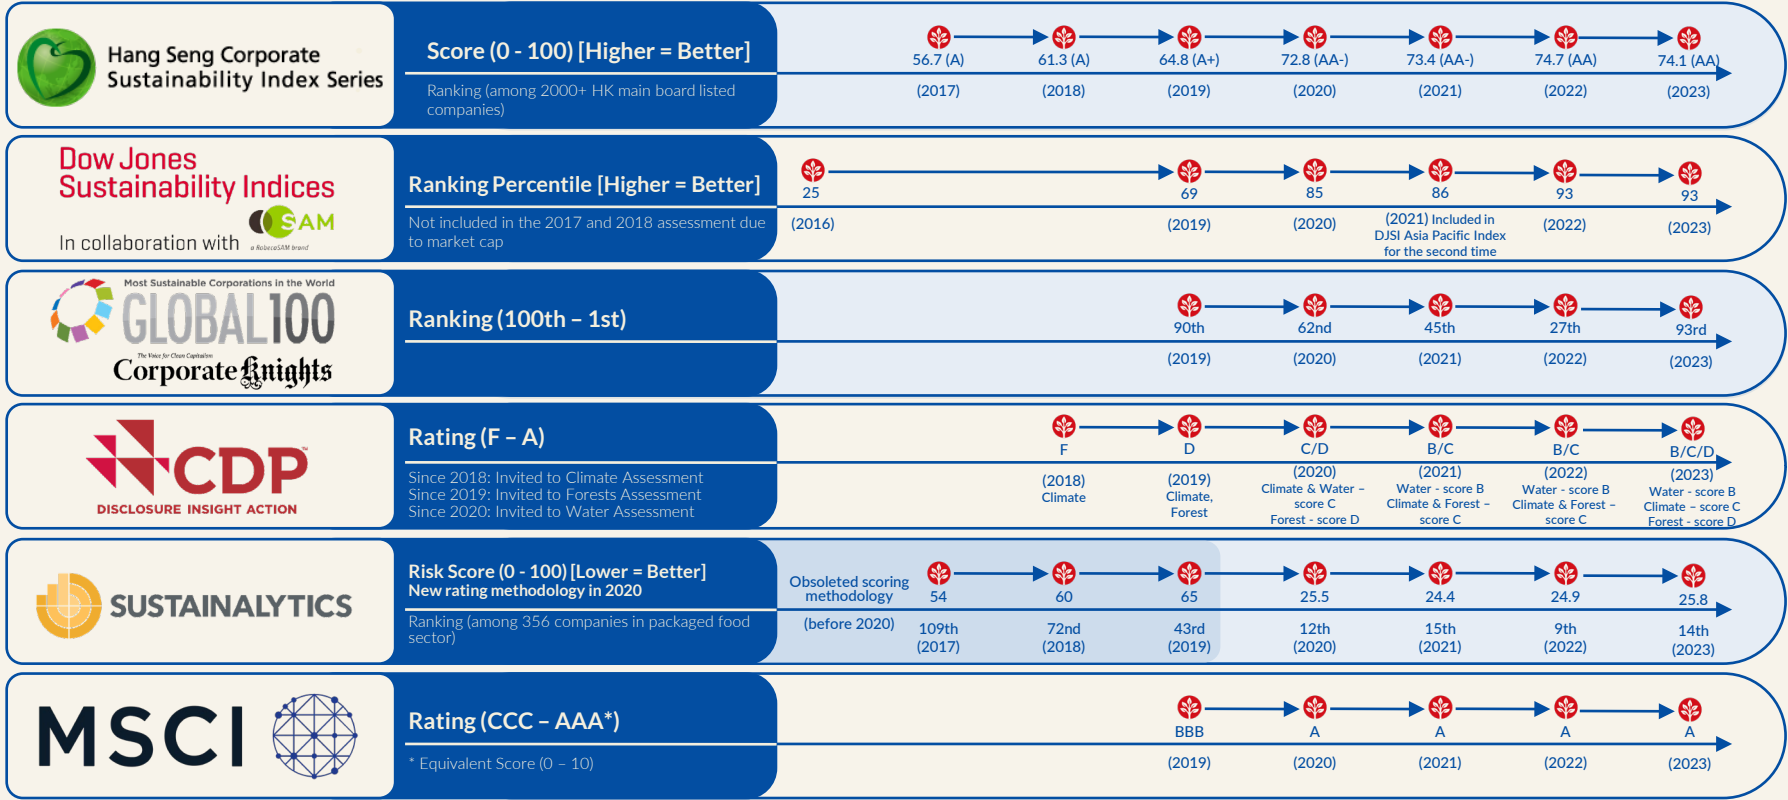 Hang Seng Corporate
Sustainability Index Series
Score (0 - 100) [Higher = Better]
Ranking (among 2000+ HK main board listed
companies)
56.7 (A)
61.3 (A)
64.8 (A+)
72.8 (AA-)
73.4 (AA-)
74.7 (AA)
74.1 (AA)
(2017)
(2018)
(2019)
(2020)
(2021)
(2022)
(2023)
Dow Jones
Sustainability Indices
In collaboration with
SAM
a RobecoSAM brand
Ranking Percentile [Higher = Better]
Not included in the 2017 and 2018 assessment due
to market cap
25
69
85
86
93
93
(2016)
(2019)
(2020)
(2021) Included in
DJSI Asia Pacific Index
for the second time
(2022)
(2023)
Most Sustainable Corporations in the World
GLOBAL100
The Voice for Clean Capitalism
Corporate Knights
Ranking (100th – 1st)
90th
62nd
45th
27th
93rd
(2019)
(2020)
(2021)
(2022)
(2023)
CDP
DISCLOSURE INSIGHT ACTION
Rating (F – A)
Since 2018: Invited to Climate Assessment
Since 2019: Invited to Forests Assessment
Since 2020: Invited to Water Assessment
F
D
C/D
B/C
B/C
B/C/D
(2018)
Climate
(2019)
Climate,
Forest
(2020)
Climate & Water –
score C
Forest - score D
(2021)
Water - score B
Climate & Forest –
score C
(2022)
Water - score B
Climate & Forest –
score C
(2023)
Water - score B
Climate – score C
Forest - score D
SUSTAINALYTICS
Risk Score (0 - 100) [Lower = Better]
New rating methodology in 2020
Ranking (among 356 companies in packaged food
sector)
Obsoleted scoring
methodology
(before 2020)
54
60
65
25.5
24.4
24.9
25.8
109th
72nd
43rd
12th
15th
9th
14th
(2017)
(2018)
(2019)
(2020)
(2021)
(2022)
(2023)
MSCI
Rating (CCC – AAA*)
* Equivalent Score (0 – 10)
BBB
A
A
A
A
(2019)
(2020)
(2021)
(2022)
(2023)